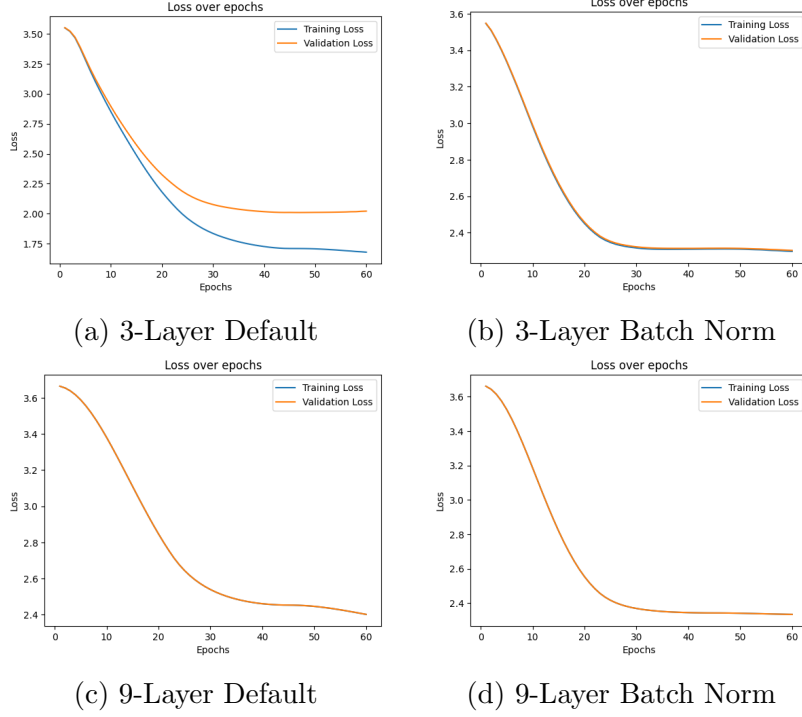 Loss over epochs
Training Loss
Validation Loss
3.50
3.25
3.00
2.75
2.50
2.25
2.00
1.75
Loss
0 10 20 30 40 50 60
Epochs
(a) 3-Layer Default
Loss over epochs
Training Loss
Validation Loss
3.6
3.4
3.2
3.0
2.8
2.6
2.4
Loss
0 10 20 30 40 50 60
Epochs
(b) 3-Layer Batch Norm
Loss over epochs
Training Loss
Validation Loss
3.6
3.4
3.2
3.0
2.8
2.6
2.4
Loss
0 10 20 30 40 50 60
Epochs
(c) 9-Layer Default
Loss over epochs
Training Loss
Validation Loss
3.6
3.4
3.2
3.0
2.8
2.6
2.4
Loss
0 10 20 30 40 50 60
Epochs
(d) 9-Layer Batch Norm